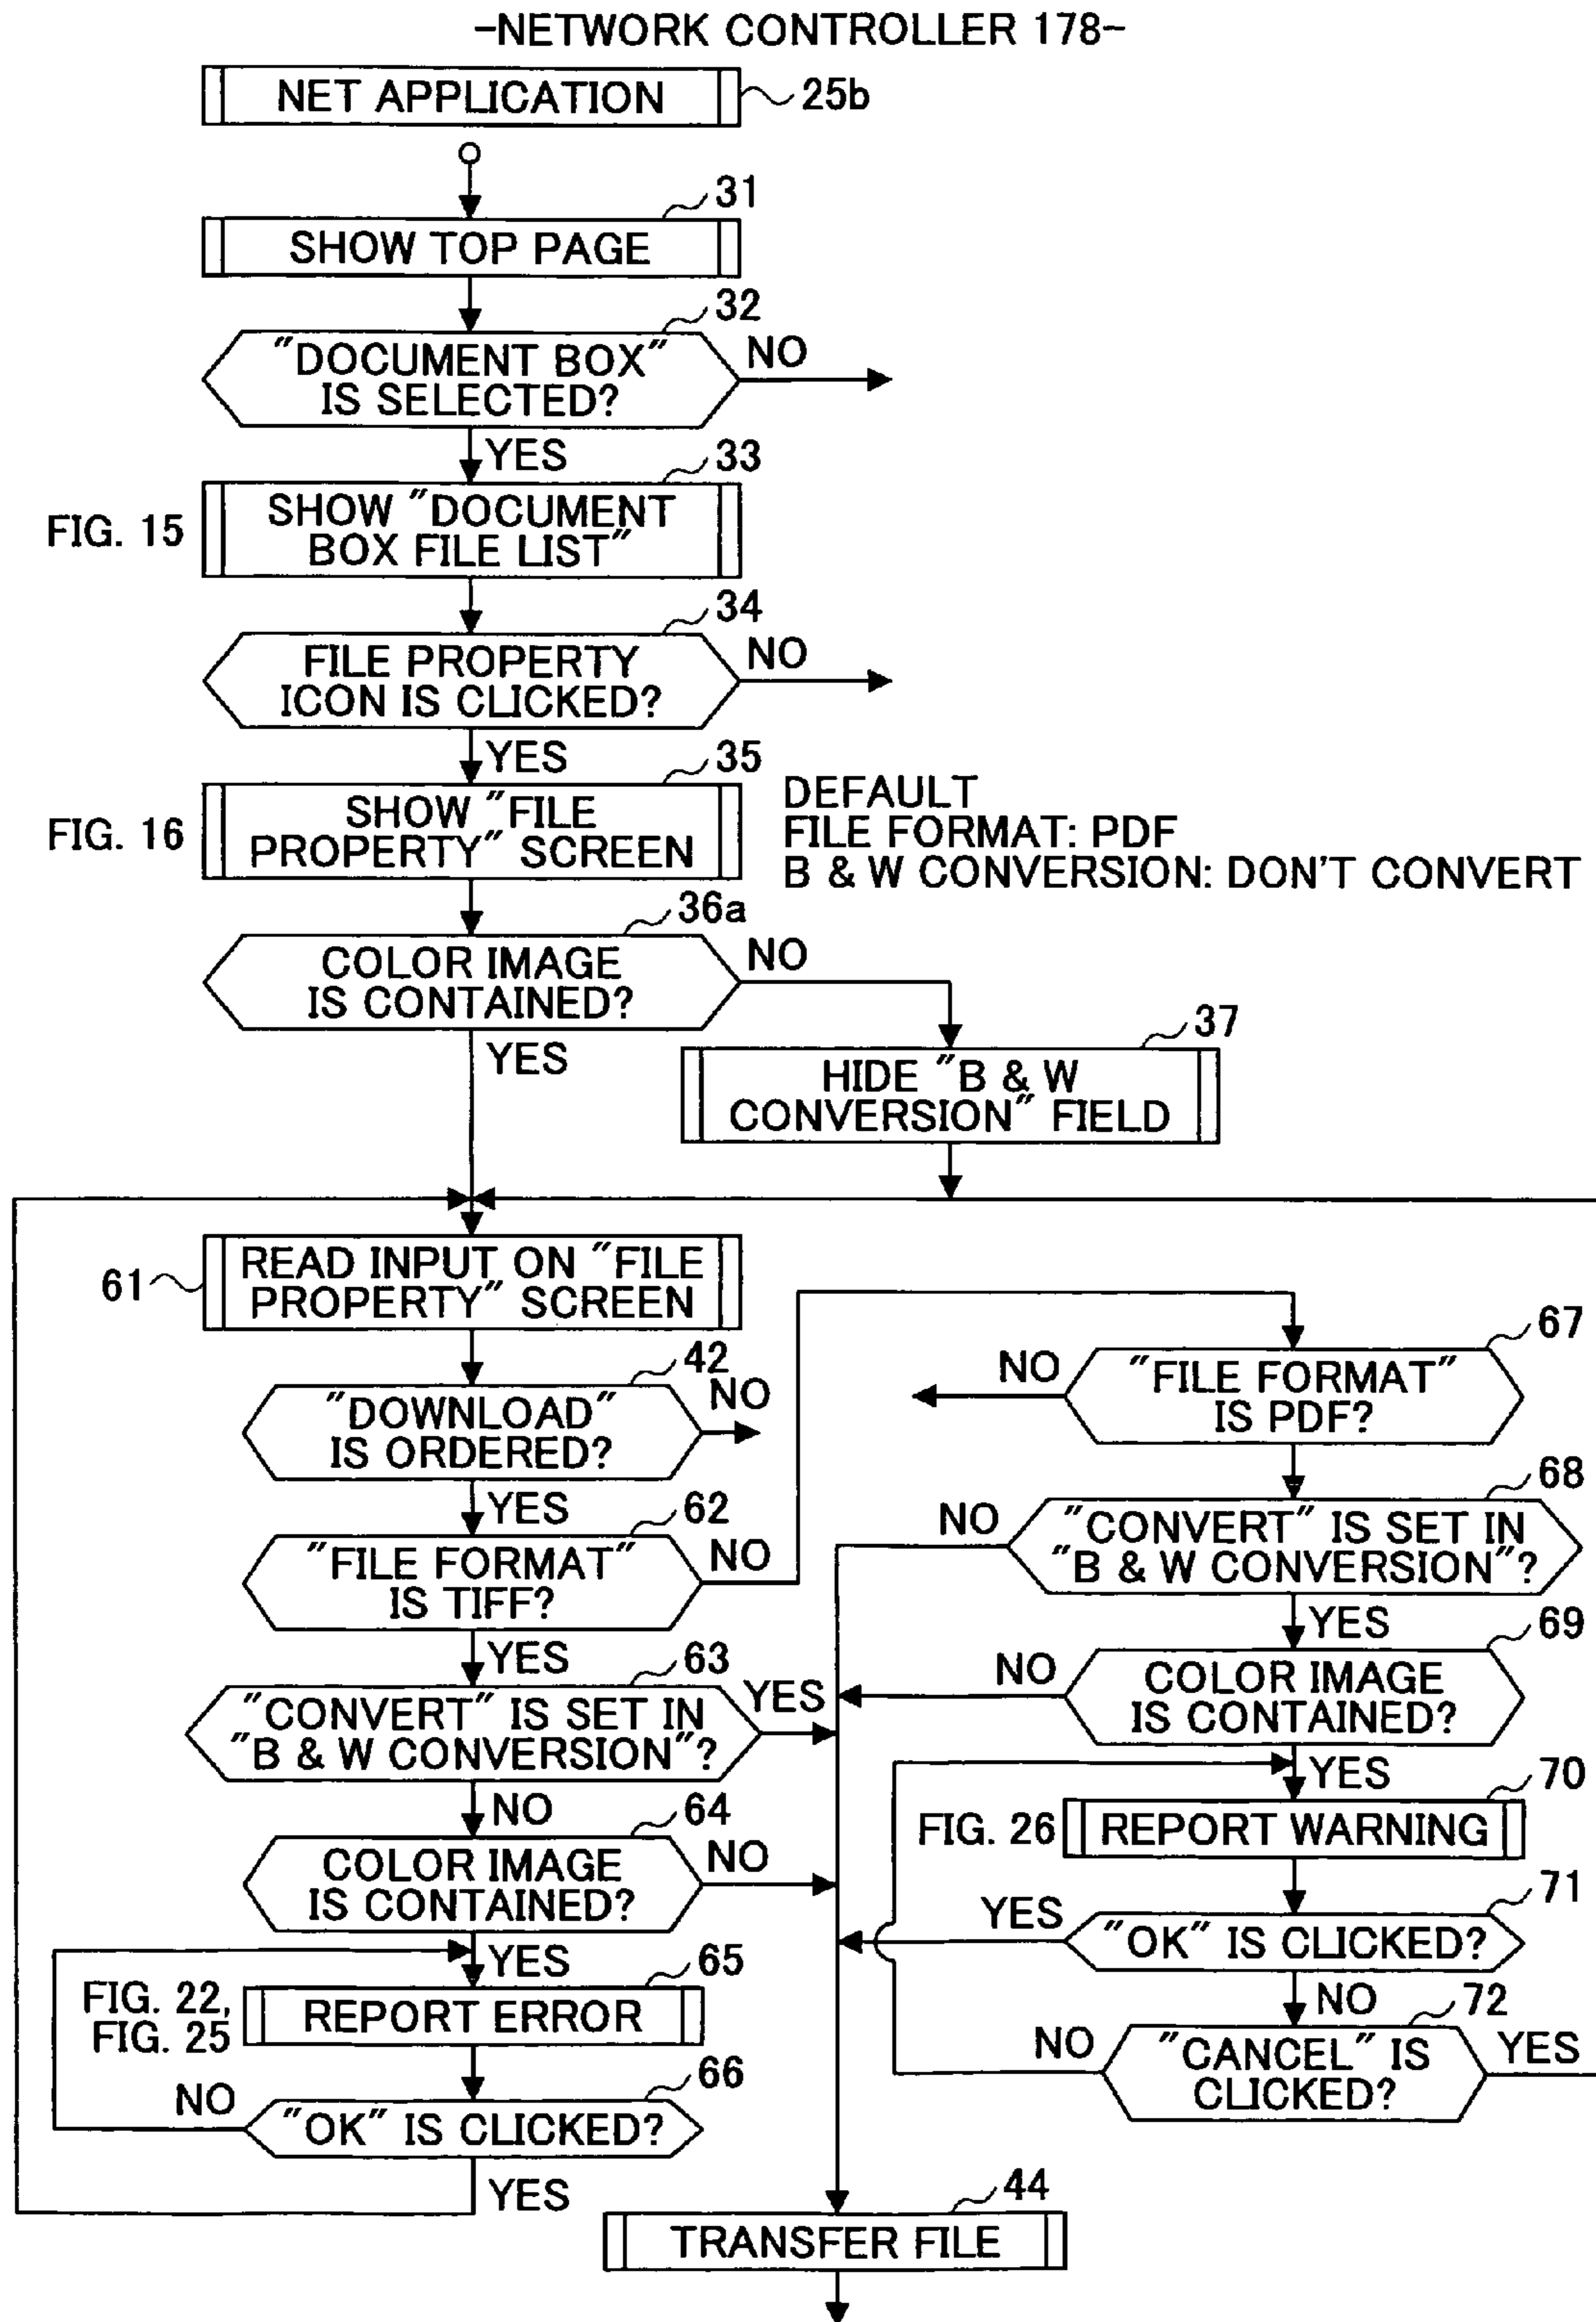 -NETWORK CONTROLLER 178-
NET APPLICATION
25b
31
SHOW TOP PAGE
32
"DOCUMENT BOX"
IS SELECTED?
NO
YES
33
FIG. 15
SHOW "DOCUMENT
BOX FILE LIST"
34
FILE PROPERTY
ICON IS CLICKED?
NO
YES
35
FIG. 16
SHOW "FILE
PROPERTY" SCREEN
DEFAULT
FILE FORMAT: PDF
B & W CONVERSION: DON'T CONVERT
36a
COLOR IMAGE
IS CONTAINED?
NO
YES
37
HIDE "B & W
CONVERSION" FIELD
61
READ INPUT ON "FILE
PROPERTY" SCREEN
42
"DOWNLOAD"
IS ORDERED?
NO
YES
62
"FILE FORMAT"
IS TIFF?
NO
YES
63
"CONVERT" IS SET IN
"B & W CONVERSION"?
YES
NO
64
COLOR IMAGE
IS CONTAINED?
NO
YES
65
FIG. 22,
FIG. 25
REPORT ERROR
66
"OK" IS CLICKED?
NO
YES
67
"FILE FORMAT"
IS PDF?
NO
68
"CONVERT" IS SET IN
"B & W CONVERSION"?
NO
YES
69
COLOR IMAGE
IS CONTAINED?
NO
YES
70
FIG. 26
REPORT WARNING
71
"OK" IS CLICKED?
YES
NO
72
"CANCEL" IS
CLICKED?
NO
YES
44
TRANSFER FILE